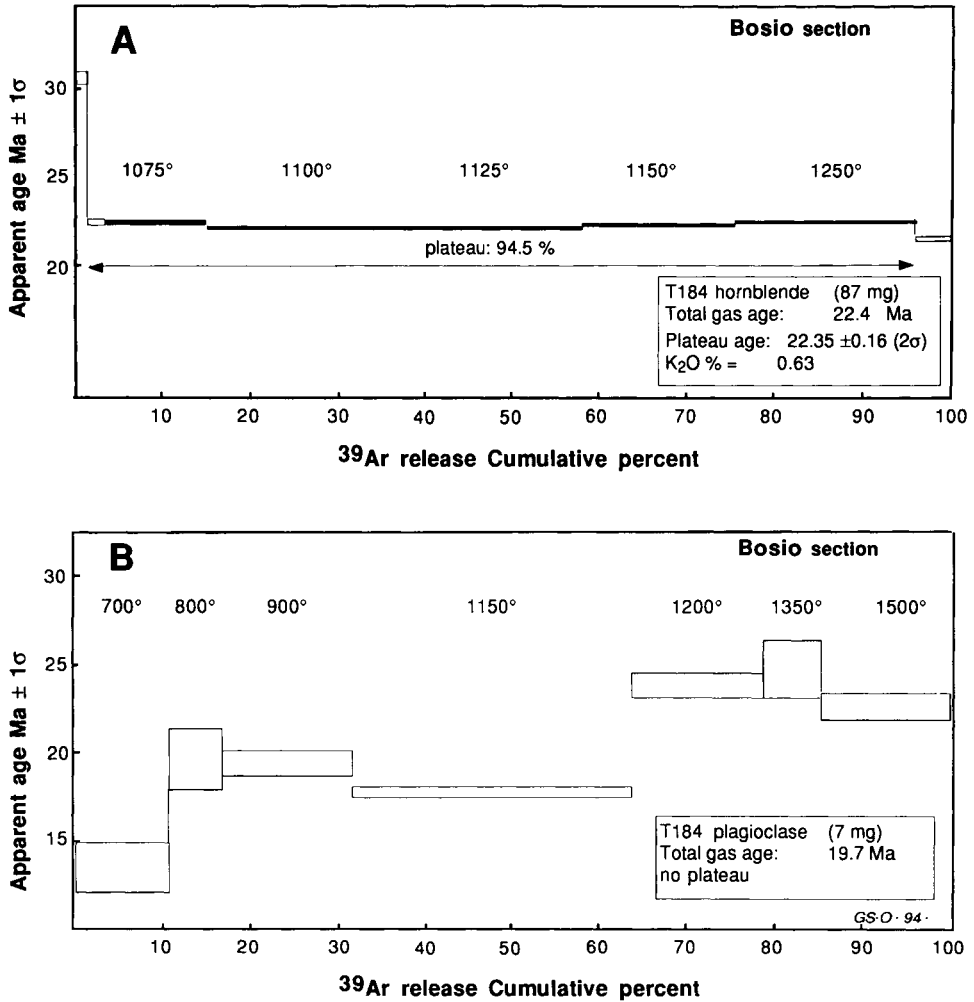 A
Bosio section
Apparent age Ma ± 1σ
30
25
20
1075° 1100° 1125° 1150° 1250°
plateau: 94.5 %
T184 hornblende (87 mg)
Total gas age: 22.4 Ma
Plateau age: 22.35 ±0.16 (2σ)
K₂O % = 0.63
10 20 30 40 50 60 70 80 90 100
³⁹Ar release Cumulative percent
B
Bosio section
Apparent age Ma ± 1σ
30
25
20
15
700° 800° 900° 1150° 1200° 1350° 1500°
T184 plagioclase (7 mg)
Total gas age: 19.7 Ma
no plateau
GS·O · 94 ·
10 20 30 40 50 60 70 80 90 100
³⁹Ar release Cumulative percent